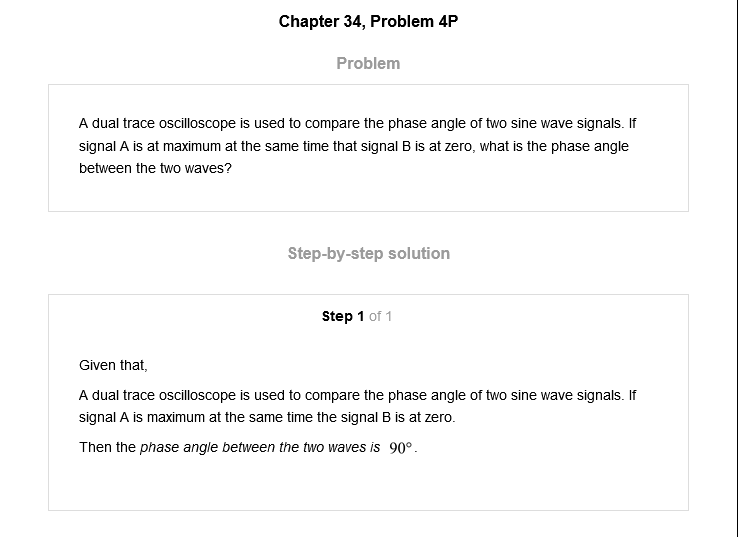 Chapter 34, Problem 4P
Problem
A dual trace oscilloscope is used to compare the phase angle of two sine wave signals. If
signal A is at maximum at the same time that signal B is at zero, what is the phase angle
between the two waves?
Step-by-step solution
Step 1 of 1
Given that,
A dual trace oscilloscope is used to compare the phase angle of two sine wave signals. If
signal A is maximum at the same time the signal B is at zero.
Then the phase angle between the two waves is 90°.